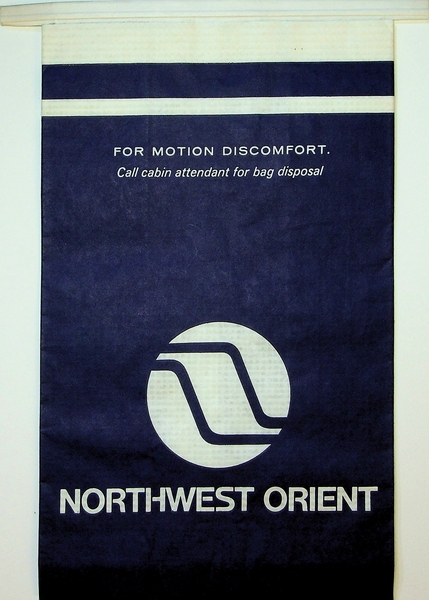 FOR MOTION DISCOMFORT.
Call cabin attendant for bag disposal
NORTHWEST ORIENT